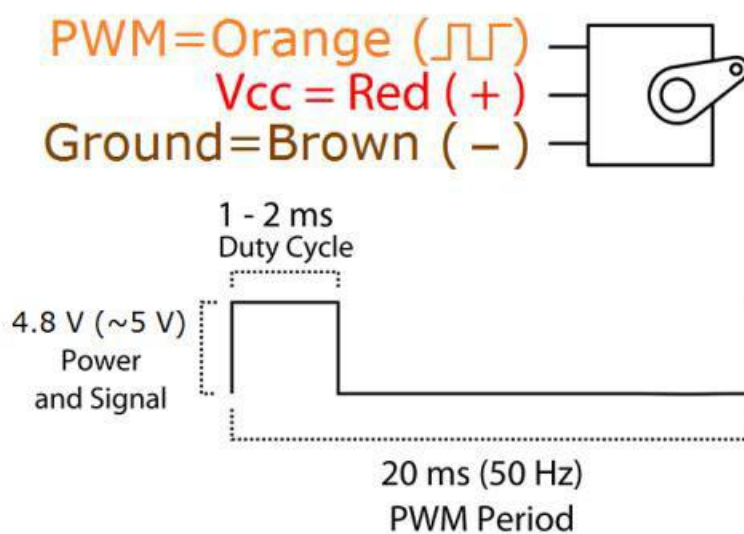 PWM=Orange (⎍⎍)
Vcc = Red ( + )
Ground=Brown ( − )
1 - 2 ms
Duty Cycle
4.8 V (~5 V)
Power
and Signal
20 ms (50 Hz)
PWM Period